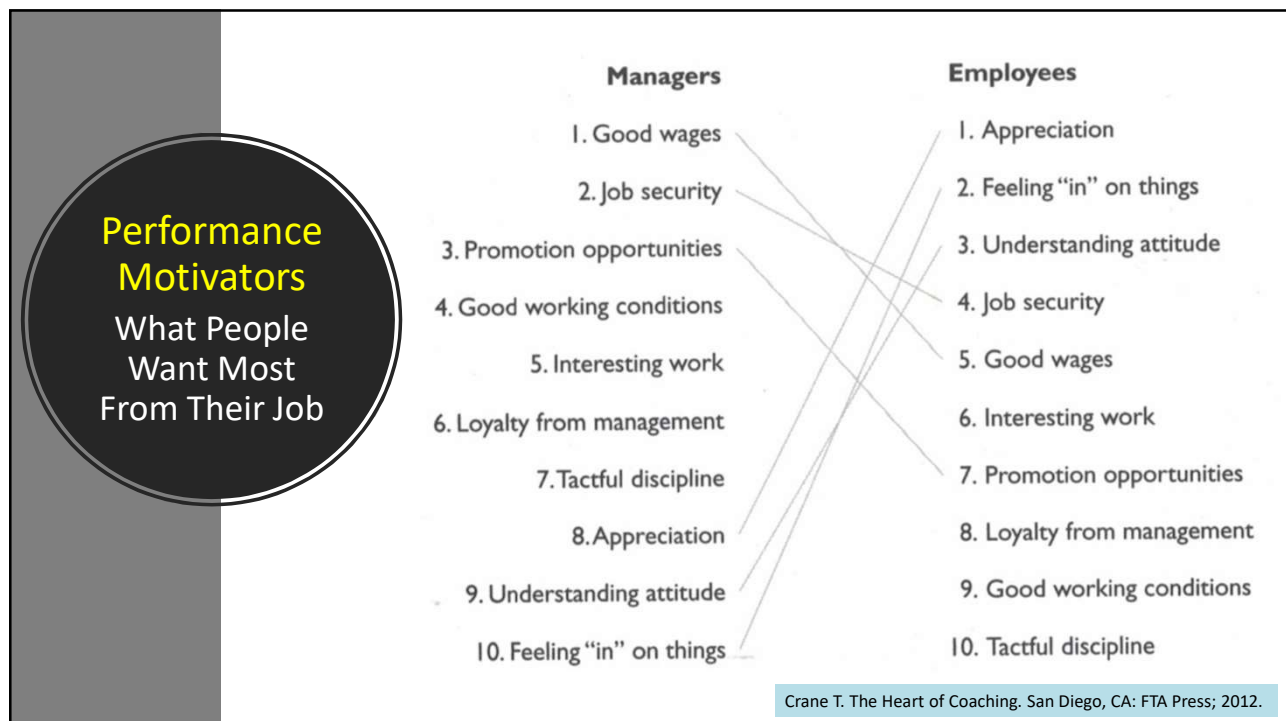 Performance
Motivators
What People
Want Most
From Their Job
Managers
1. Good wages
2. Job security
3. Promotion opportunities
4. Good working conditions
5. Interesting work
6. Loyalty from management
7. Tactful discipline
8. Appreciation
9. Understanding attitude
10. Feeling “in” on things
Employees
1. Appreciation
2. Feeling “in” on things
3. Understanding attitude
4. Job security
5. Good wages
6. Interesting work
7. Promotion opportunities
8. Loyalty from management
9. Good working conditions
10. Tactful discipline
Crane T. The Heart of Coaching. San Diego, CA: FTA Press; 2012.